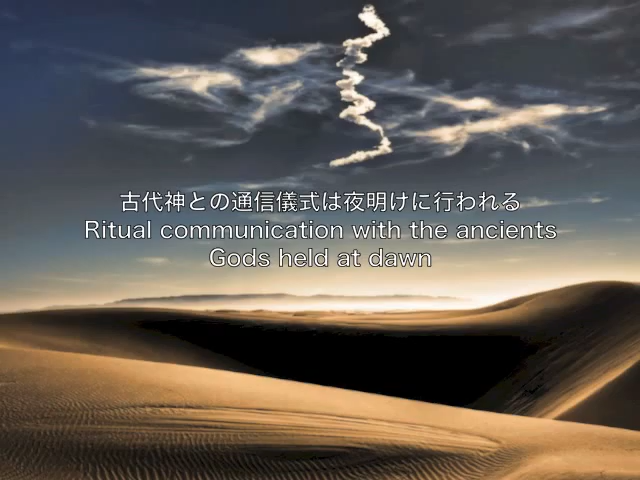 古代神との通信儀式は夜明けに行われる
Ritual communication with the ancients
Gods held at dawn